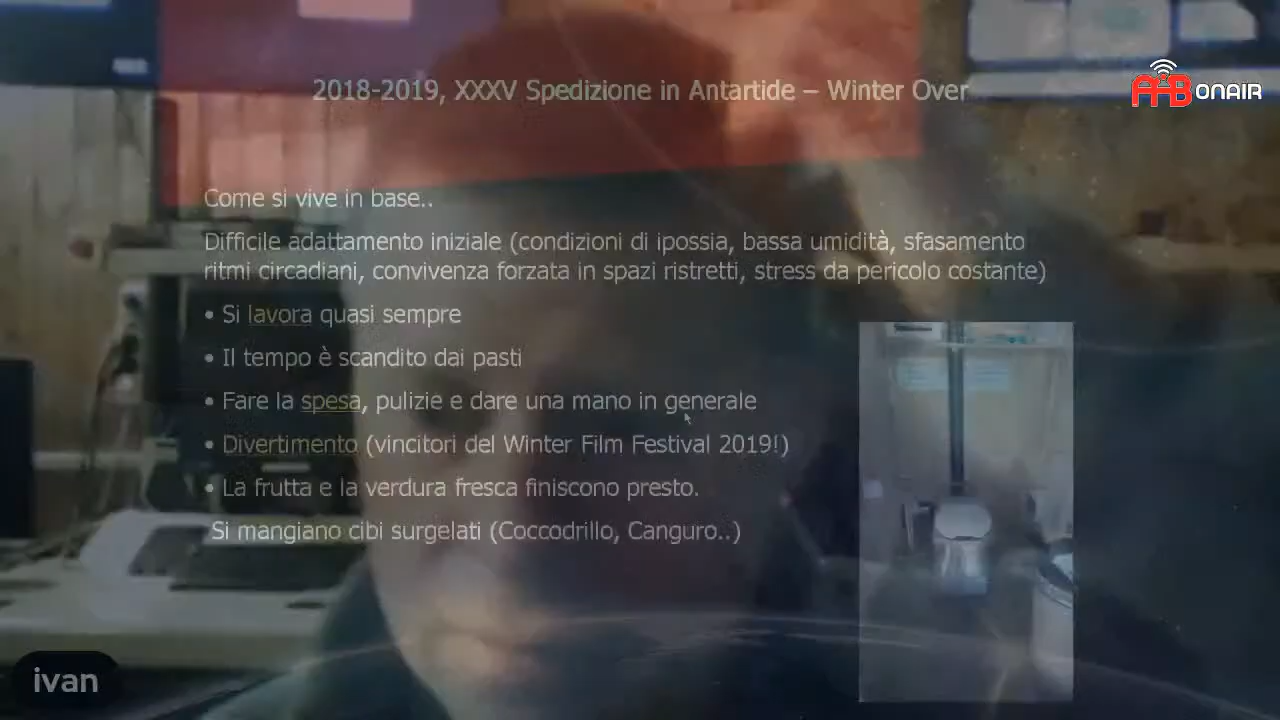 2018-2019, XXXV Spedizione in Antartide – Winter Over
AIRBONAIR
Come si vive in base..
Difficile adattamento iniziale (condizioni di ipossia, bassa umidità, sfasamento
ritmi circadiani, convivenza forzata in spazi ristretti, stress da pericolo costante)
• Si lavora quasi sempre
• Il tempo è scandito dai pasti
• Fare la spesa, pulizie e dare una mano in generale
• Divertimento (vincitori del Winter Film Festival 2019!)
• La frutta e la verdura fresca finiscono presto.
Si mangiano cibi surgelati (Coccodrillo, Canguro..)
ivan